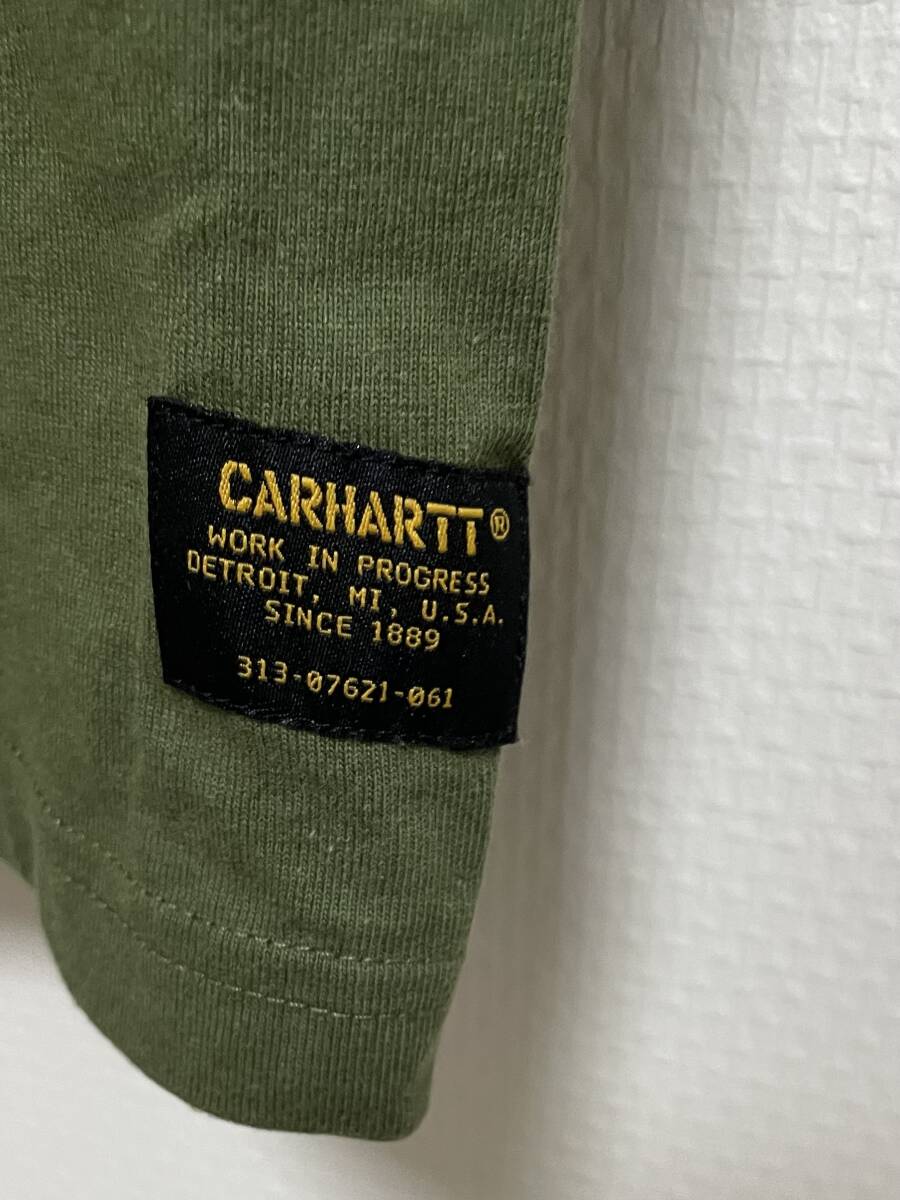 CARHARTT®
WORK IN PROGRESS
DETROIT, MI, U.S.A.
SINCE 1889
313-07621-061